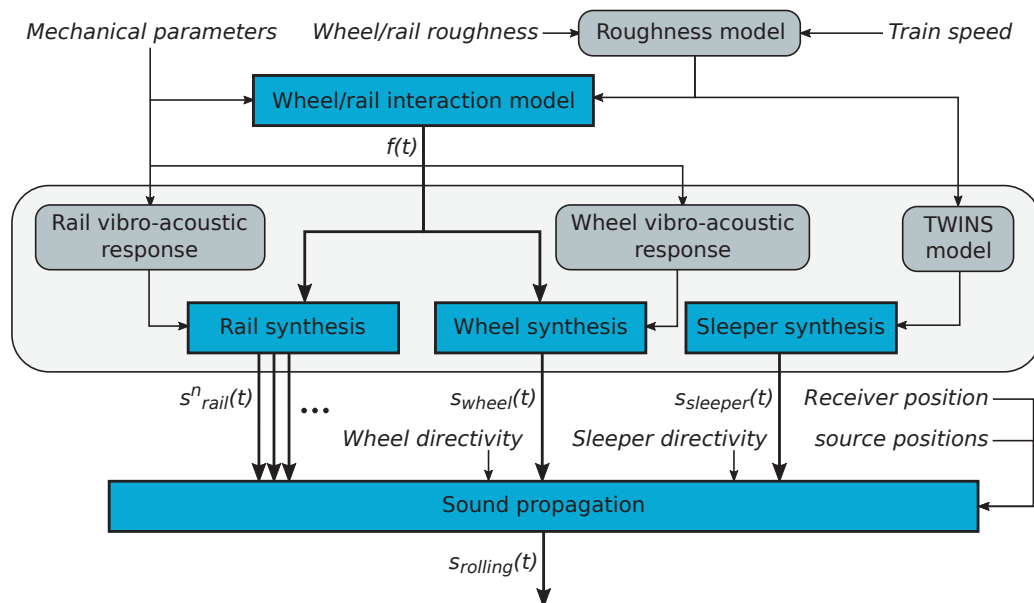 Mechanical parameters
Wheel/rail roughness
Roughness model
Train speed
Wheel/rail interaction model
f(t)
Rail vibro-acoustic
response
Wheel vibro-acoustic
response
TWINS
model
Rail synthesis
Wheel synthesis
Sleeper synthesis
s^n_rail(t)
...
s_wheel(t)
s_sleeper(t)
Receiver position
Wheel directivity
Sleeper directivity
source positions
Sound propagation
s_rolling(t)